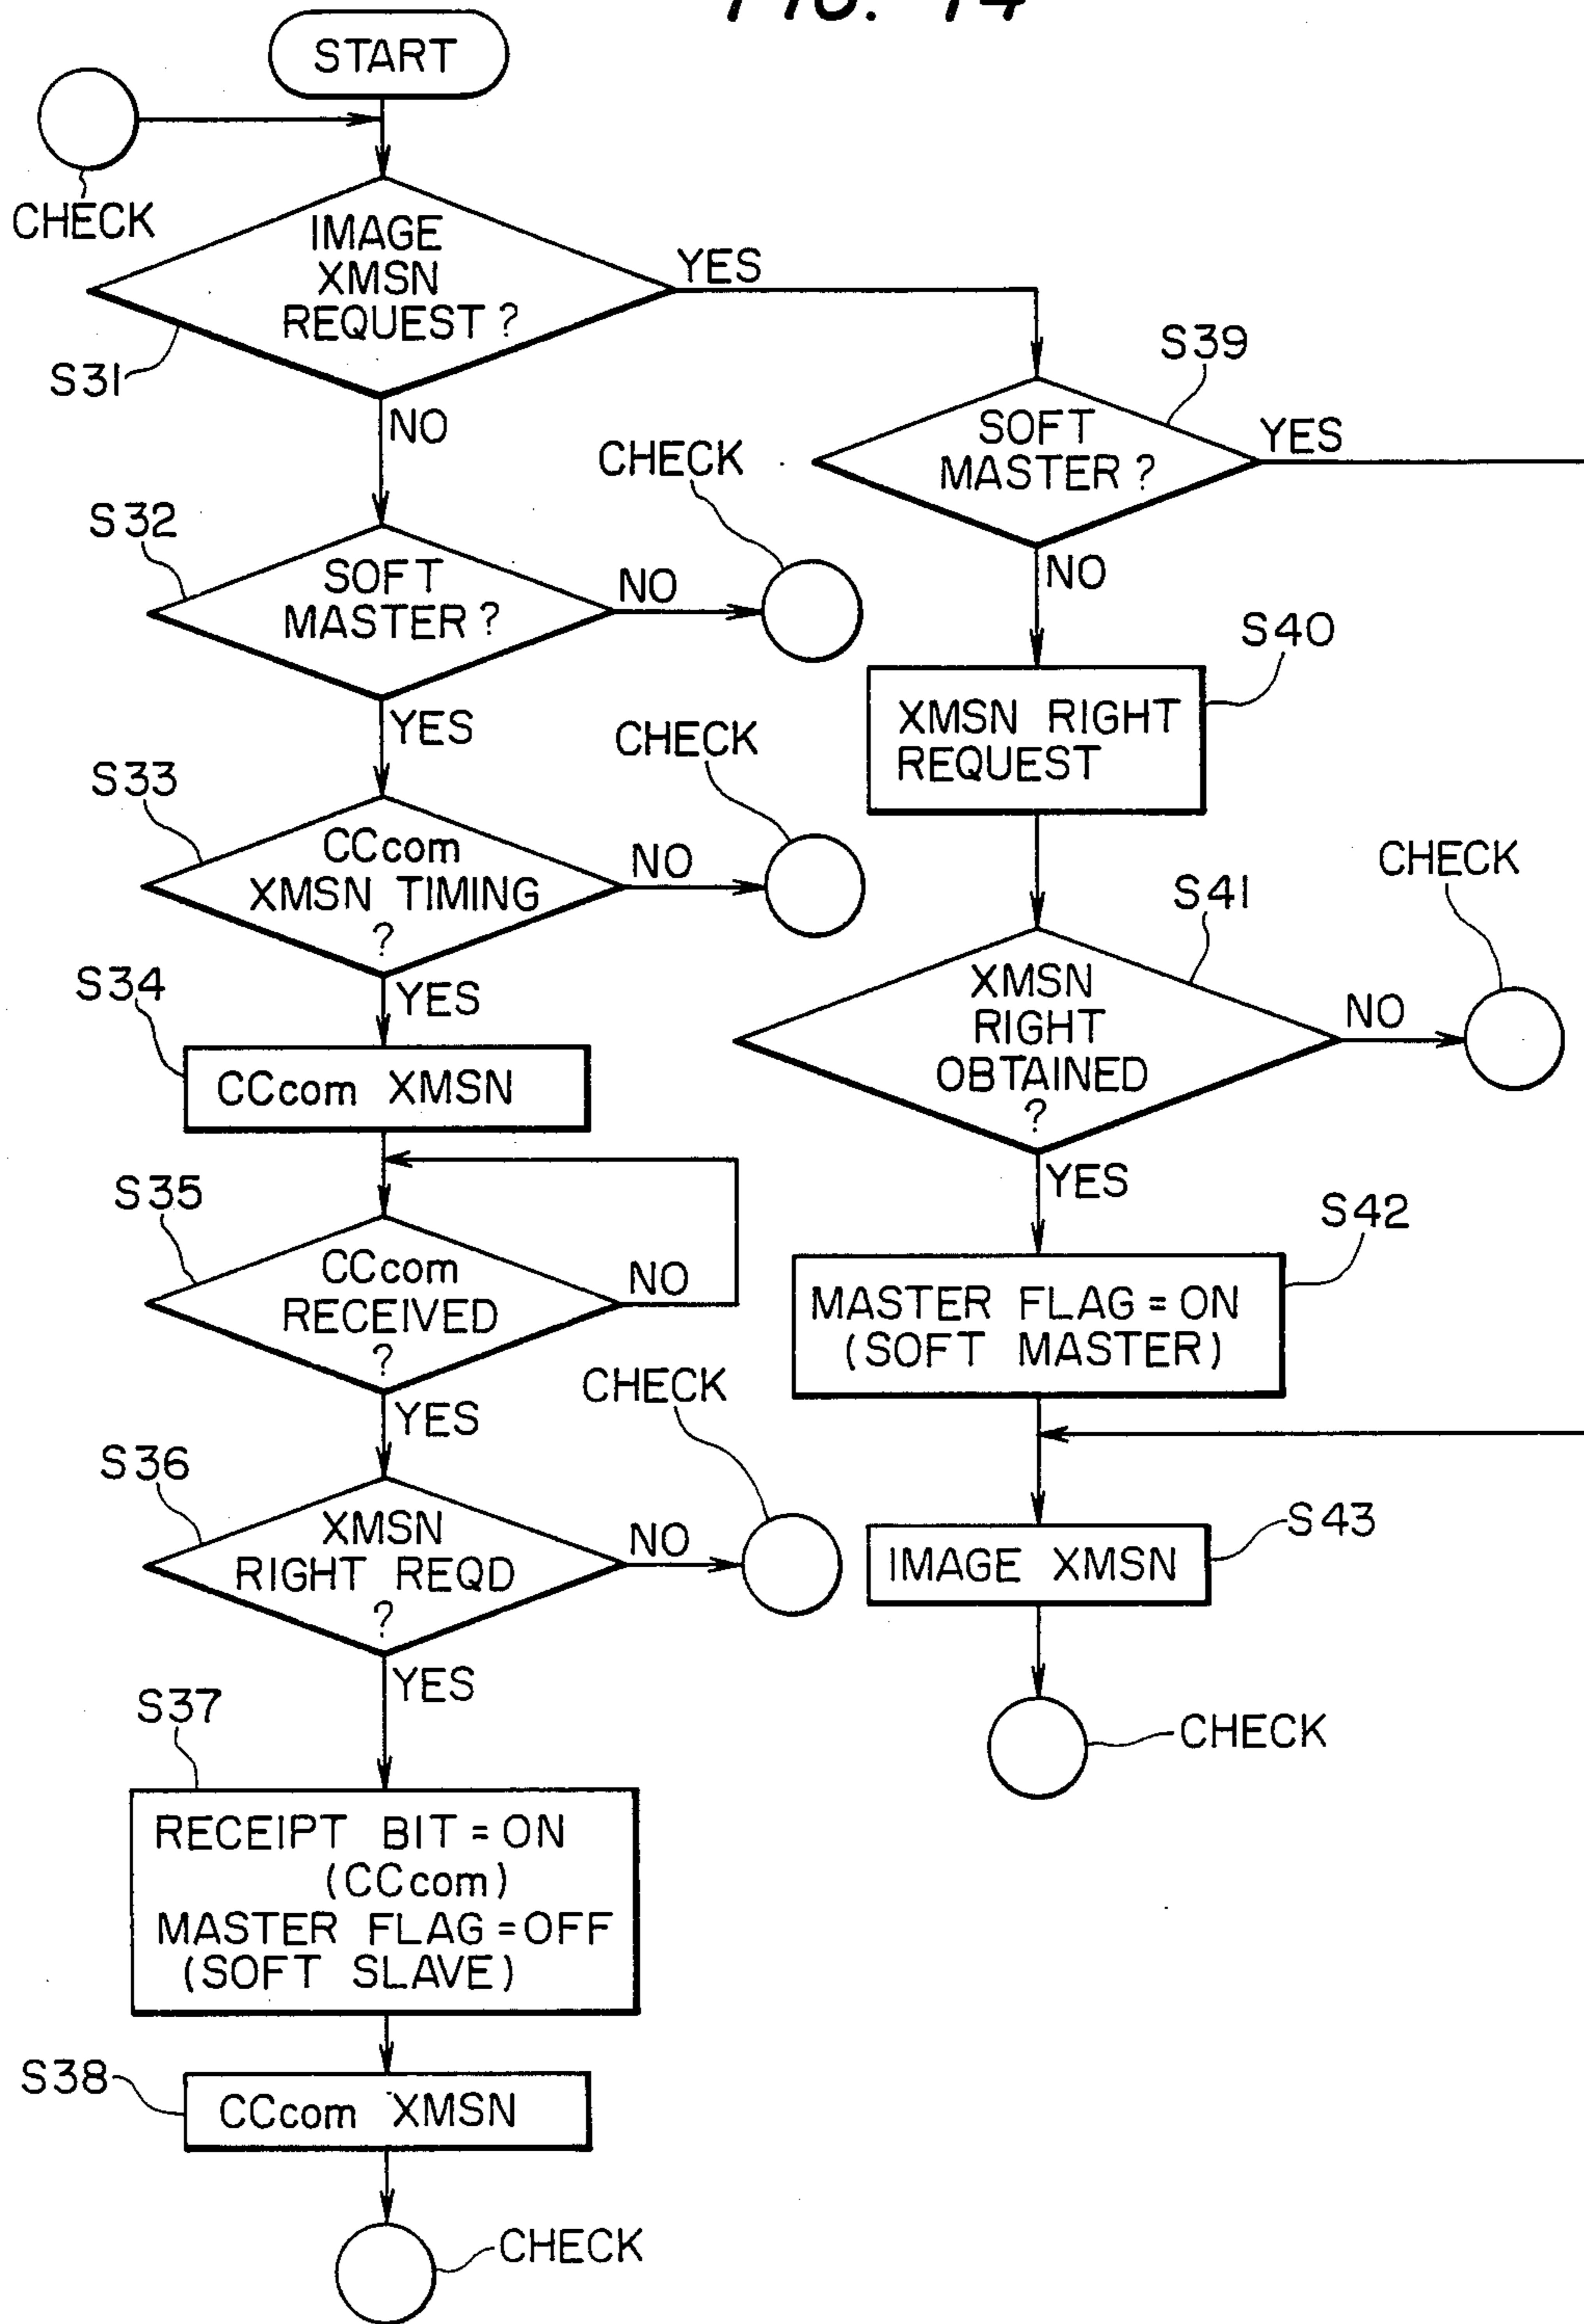 FIG. 14
START
CHECK
IMAGE
XMSN
REQUEST ?
S31
YES
NO
S39
SOFT
MASTER ?
YES
NO
CHECK
S32
SOFT
MASTER ?
NO
YES
S40
XMSN RIGHT
REQUEST
CHECK
S33
CCcom
XMSN TIMING
?
NO
YES
CHECK
S41
XMSN
RIGHT
OBTAINED
?
NO
YES
S34
CCcom XMSN
S35
CCcom
RECEIVED
?
NO
YES
S42
MASTER FLAG = ON
(SOFT MASTER)
CHECK
S36
XMSN
RIGHT REQD
?
NO
YES
S43
IMAGE XMSN
CHECK
S37
RECEIPT BIT = ON
(CCcom)
MASTER FLAG = OFF
(SOFT SLAVE)
S38
CCcom XMSN
CHECK